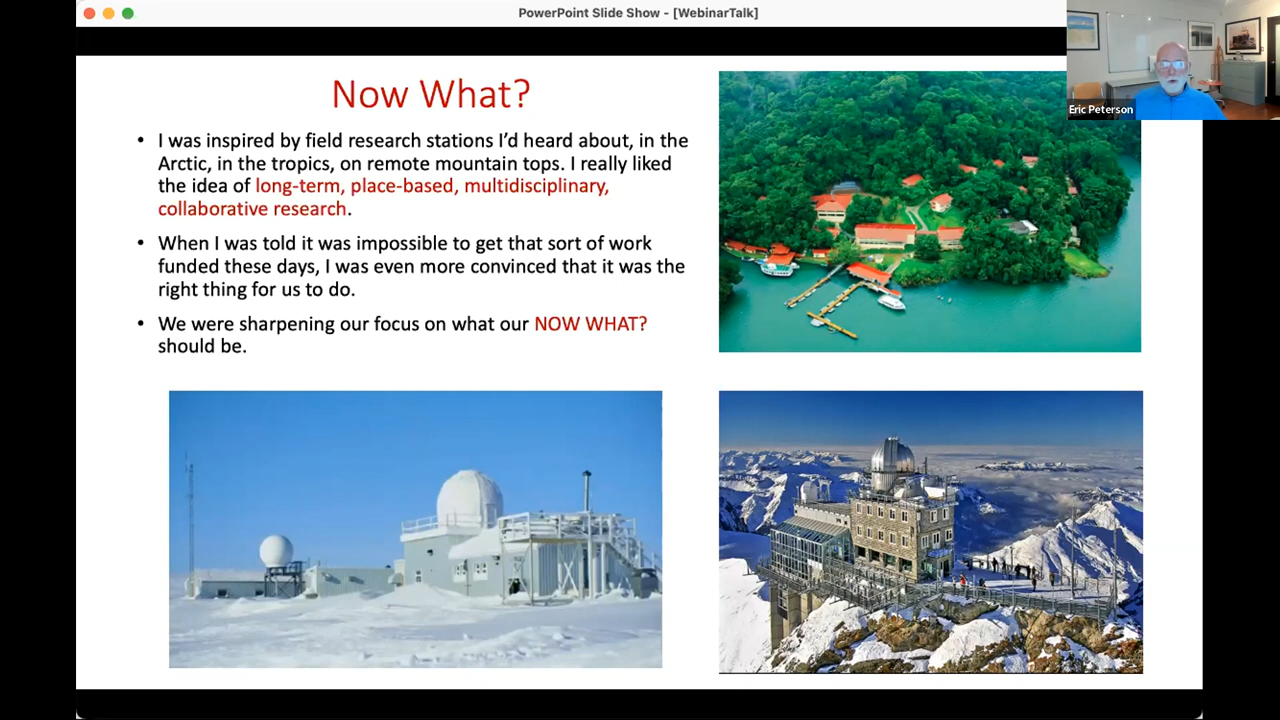 PowerPoint Slide Show - [WebinarTalk]
Eric Peterson
Now What?
• I was inspired by field research stations I'd heard about, in the
Arctic, in the tropics, on remote mountain tops. I really liked
the idea of long-term, place-based, multidisciplinary,
collaborative research.
• When I was told it was impossible to get that sort of work
funded these days, I was even more convinced that it was the
right thing for us to do.
• We were sharpening our focus on what our NOW WHAT?
should be.